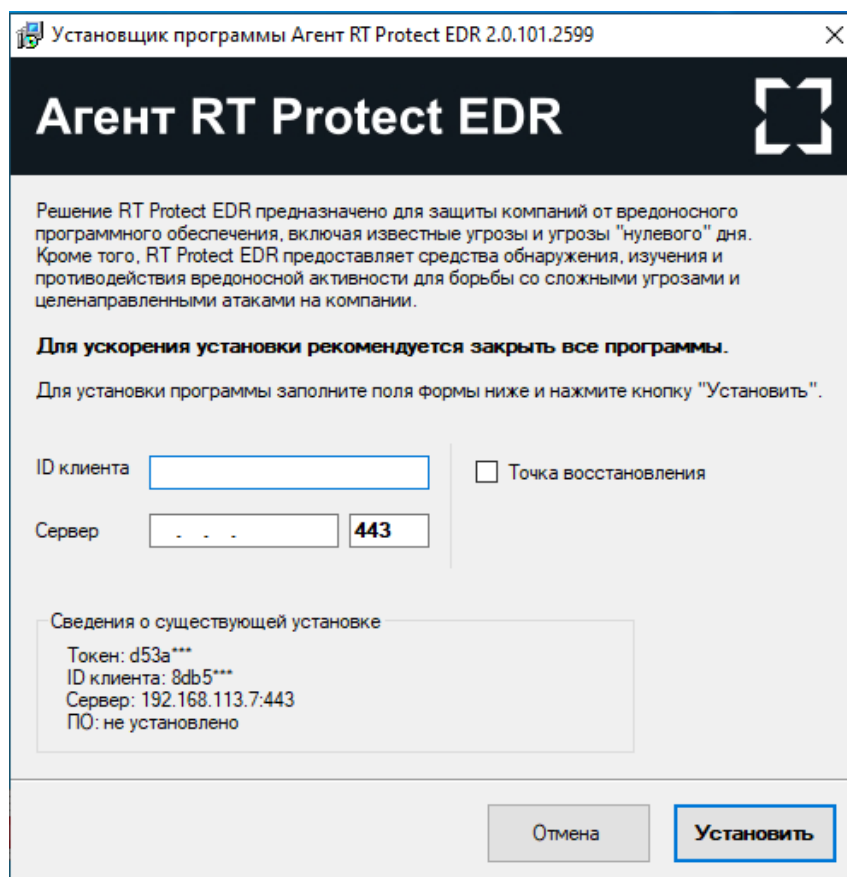 Установщик программы Агент RT Protect EDR 2.0.101.2599
Агент RT Protect EDR
Решение RT Protect EDR предназначено для защиты компаний от вредоносного
программного обеспечения, включая известные угрозы и угрозы "нулевого" дня.
Кроме того, RT Protect EDR предоставляет средства обнаружения, изучения и
противодействия вредоносной активности для борьбы со сложными угрозами и
целенаправленными атаками на компании.
Для ускорения установки рекомендуется закрыть все программы.
Для установки программы заполните поля формы ниже и нажмите кнопку "Установить".
ID клиента
Точка восстановления
Сервер . . . 443
Сведения о существующей установке
Токен: d53a***
ID клиента: 8db5***
Сервер: 192.168.113.7:443
ПО: не установлено
Отмена
Установить